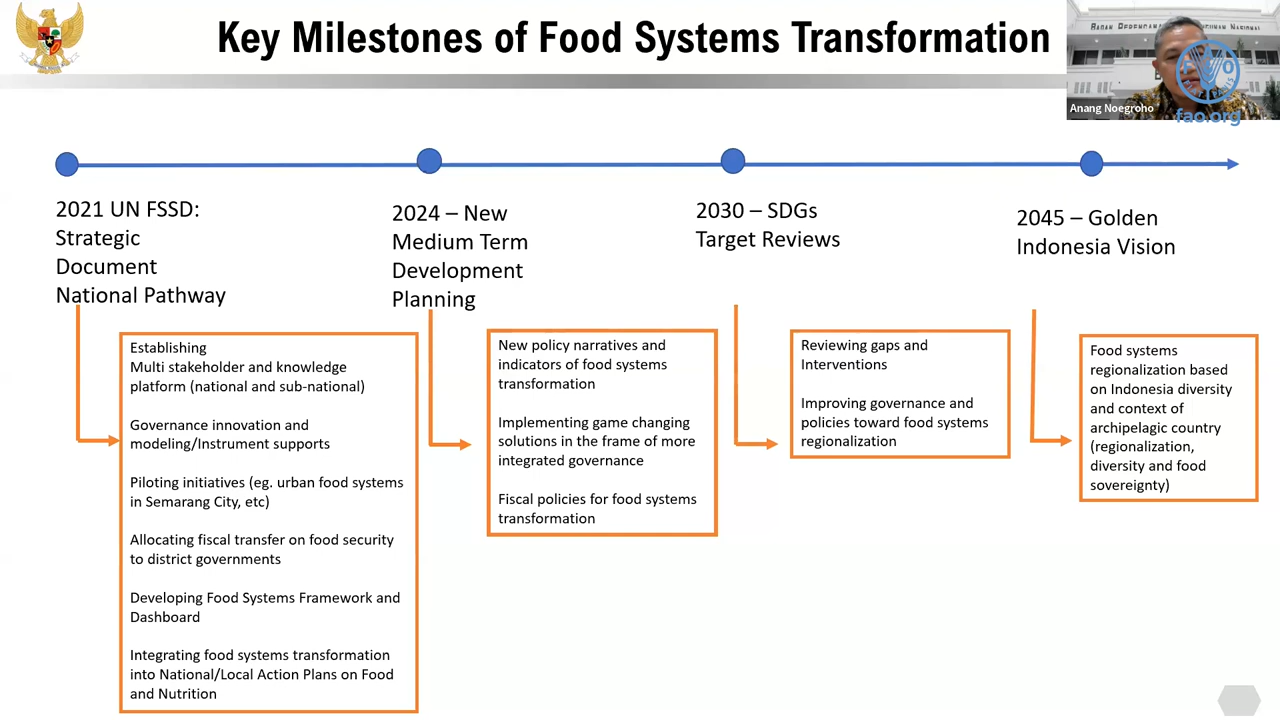 Key Milestones of Food Systems Transformation
BADAN PERENCANA
NASIONAL
Anang Noegroho
fao.org
2021 UN FSSD:
Strategic
Document
National Pathway
2024 – New
Medium Term
Development
Planning
2030 – SDGs
Target Reviews
2045 – Golden
Indonesia Vision
Establishing
Multi stakeholder and knowledge
platform (national and sub-national)
Governance innovation and
modeling/Instrument supports
Piloting initiatives (eg. urban food systems
in Semarang City, etc)
Allocating fiscal transfer on food security
to district governments
Developing Food Systems Framework and
Dashboard
Integrating food systems transformation
into National/Local Action Plans on Food
and Nutrition
New policy narratives and
indicators of food systems
transformation
Implementing game changing
solutions in the frame of more
integrated governance
Fiscal policies for food systems
transformation
Reviewing gaps and
Interventions
Improving governance and
policies toward food systems
regionalization
Food systems
regionalization based
on Indonesia diversity
and context of
archipelagic country
(regionalization,
diversity and food
sovereignty)